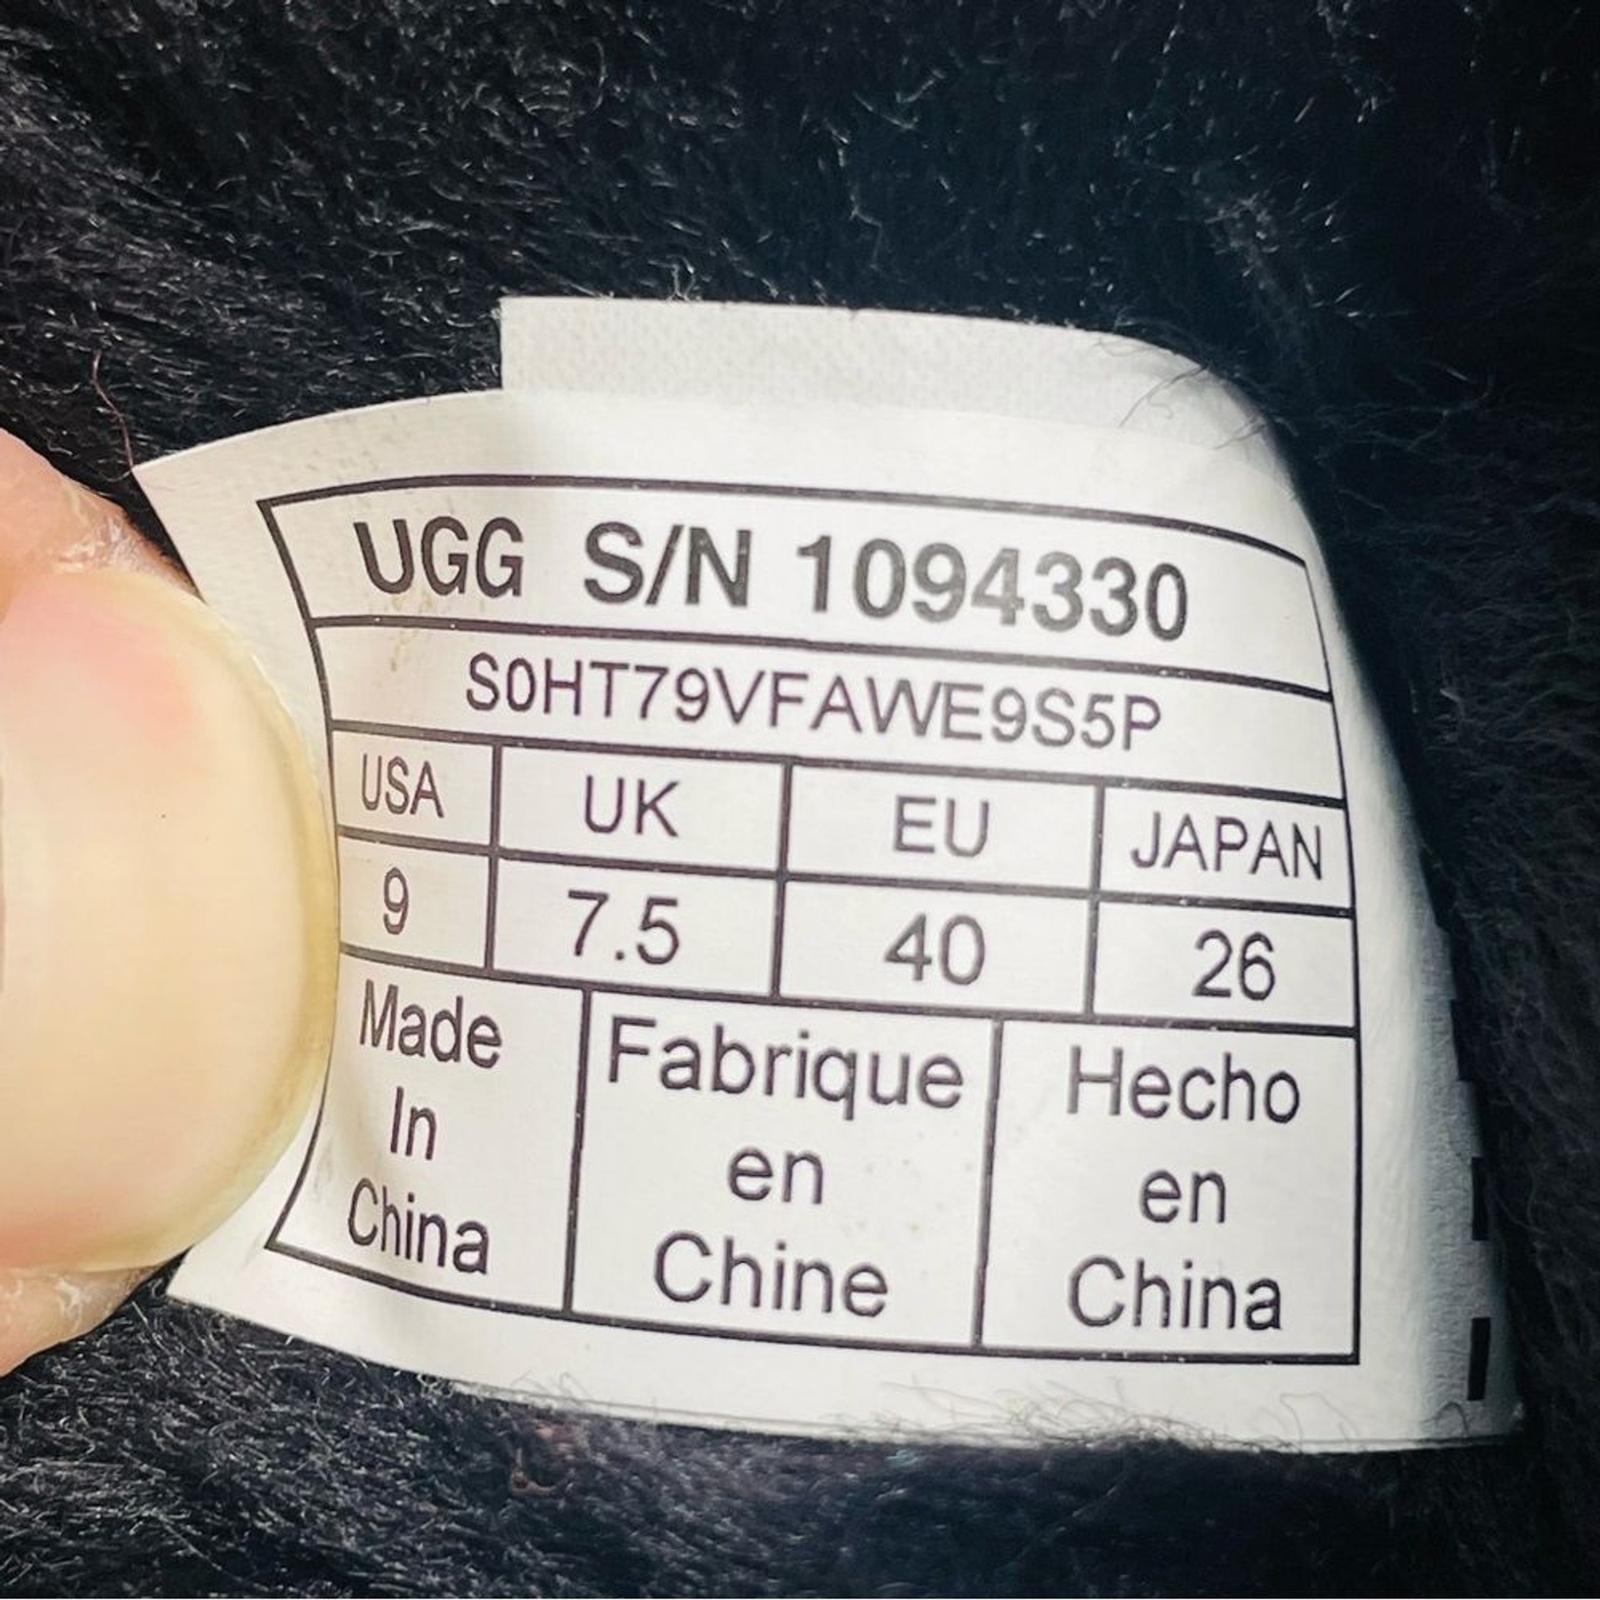 UGG S/N 1094330
S0HT79VFAWE9S5P
USA UK EU JAPAN
9 7.5 40 26
Made
In
China
Fabrique
en
Chine
Hecho
en
China